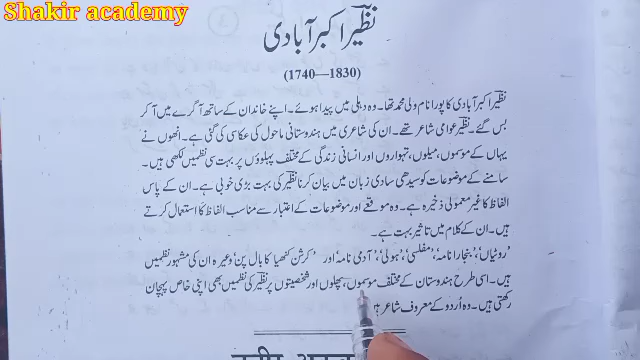 Shakir academy
نظیرؔ اکبر آبادی
(1740—1830)
نظیرؔ اکبر آبادی کا پورا نام ولی محمد تھا۔ وہ دہلی میں پیدا ہوئے۔ اپنے خاندان کے ساتھ آگرے میں آ کر
بس گئے۔ نظیرؔ عوامی شاعر تھے۔ ان کی شاعری میں ہندوستانی ماحول کی عکاسی کی گئی ہے۔ انھوں نے
یہاں کے موسموں، میلوں، تہواروں اور انسانی زندگی کے مختلف پہلوؤں پر بہت سی نظمیں لکھی ہیں۔
سامنے کے موضوعات کو سیدھی سادی زبان میں بیان کرنا نظیرؔ کی بہت بڑی خوبی ہے۔ ان کے پاس
الفاظ کا غیر معمولی ذخیرہ ہے۔ وہ موقعے اور موضوعات کے اعتبار سے مناسب الفاظ کا استعمال کرتے
ہیں۔ ان کے کلام میں تاثیر بہت ہے۔
’روٹیاں‘، ’بنجارا نامہ‘، ’مفلسی‘، ’ہولی‘، ’آدمی نامہ‘ اور ’کرشن کنھیا کا بال پن‘ وغیرہ ان کی مشہور نظمیں
ہیں۔ اسی طرح ہندوستان کے مختلف موسموں، پھلوں اور شخصیتوں پر نظیرؔ کی نظمیں بھی اپنی خاص پہچان
رکھتی ہیں۔ وہ اُردو کے معروف شاعر ہیں